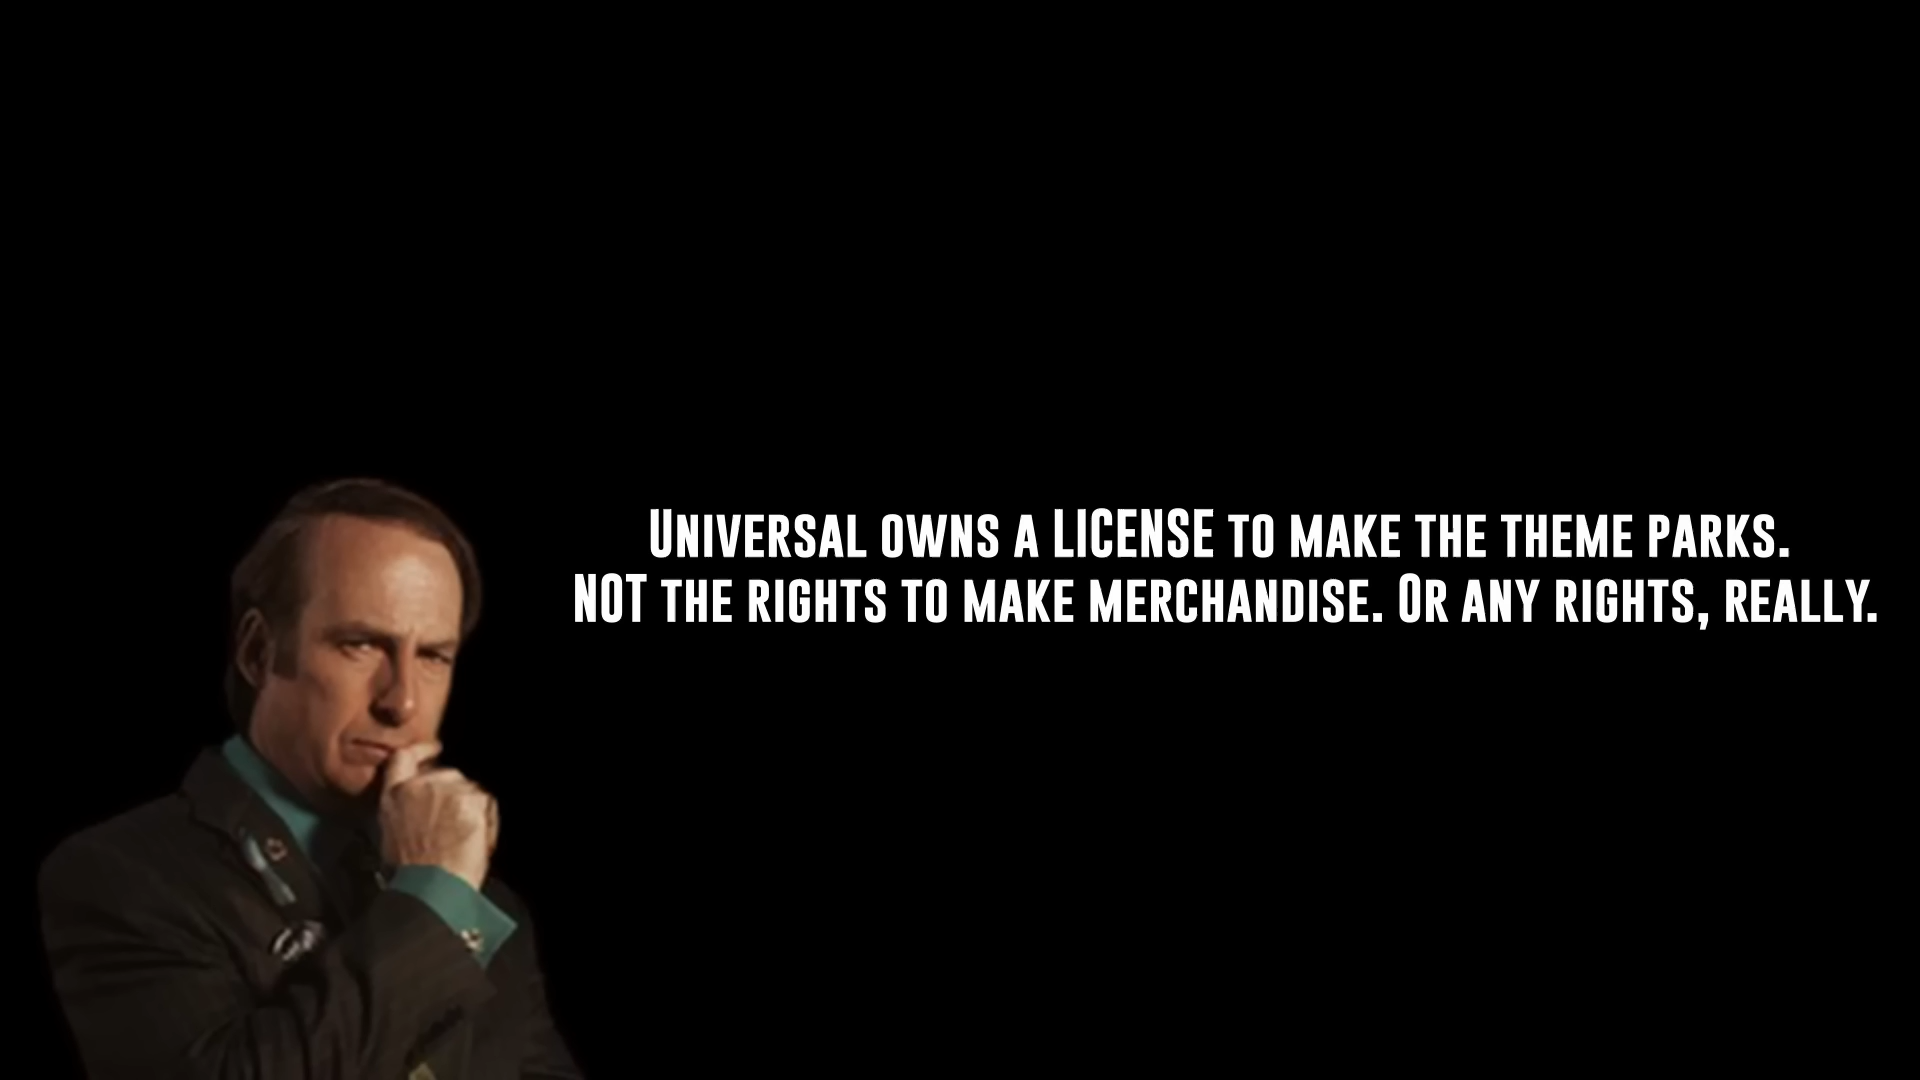 Universal owns a LICENSE to make the theme parks.
NOT the rights to make merchandise. Or any rights, really.